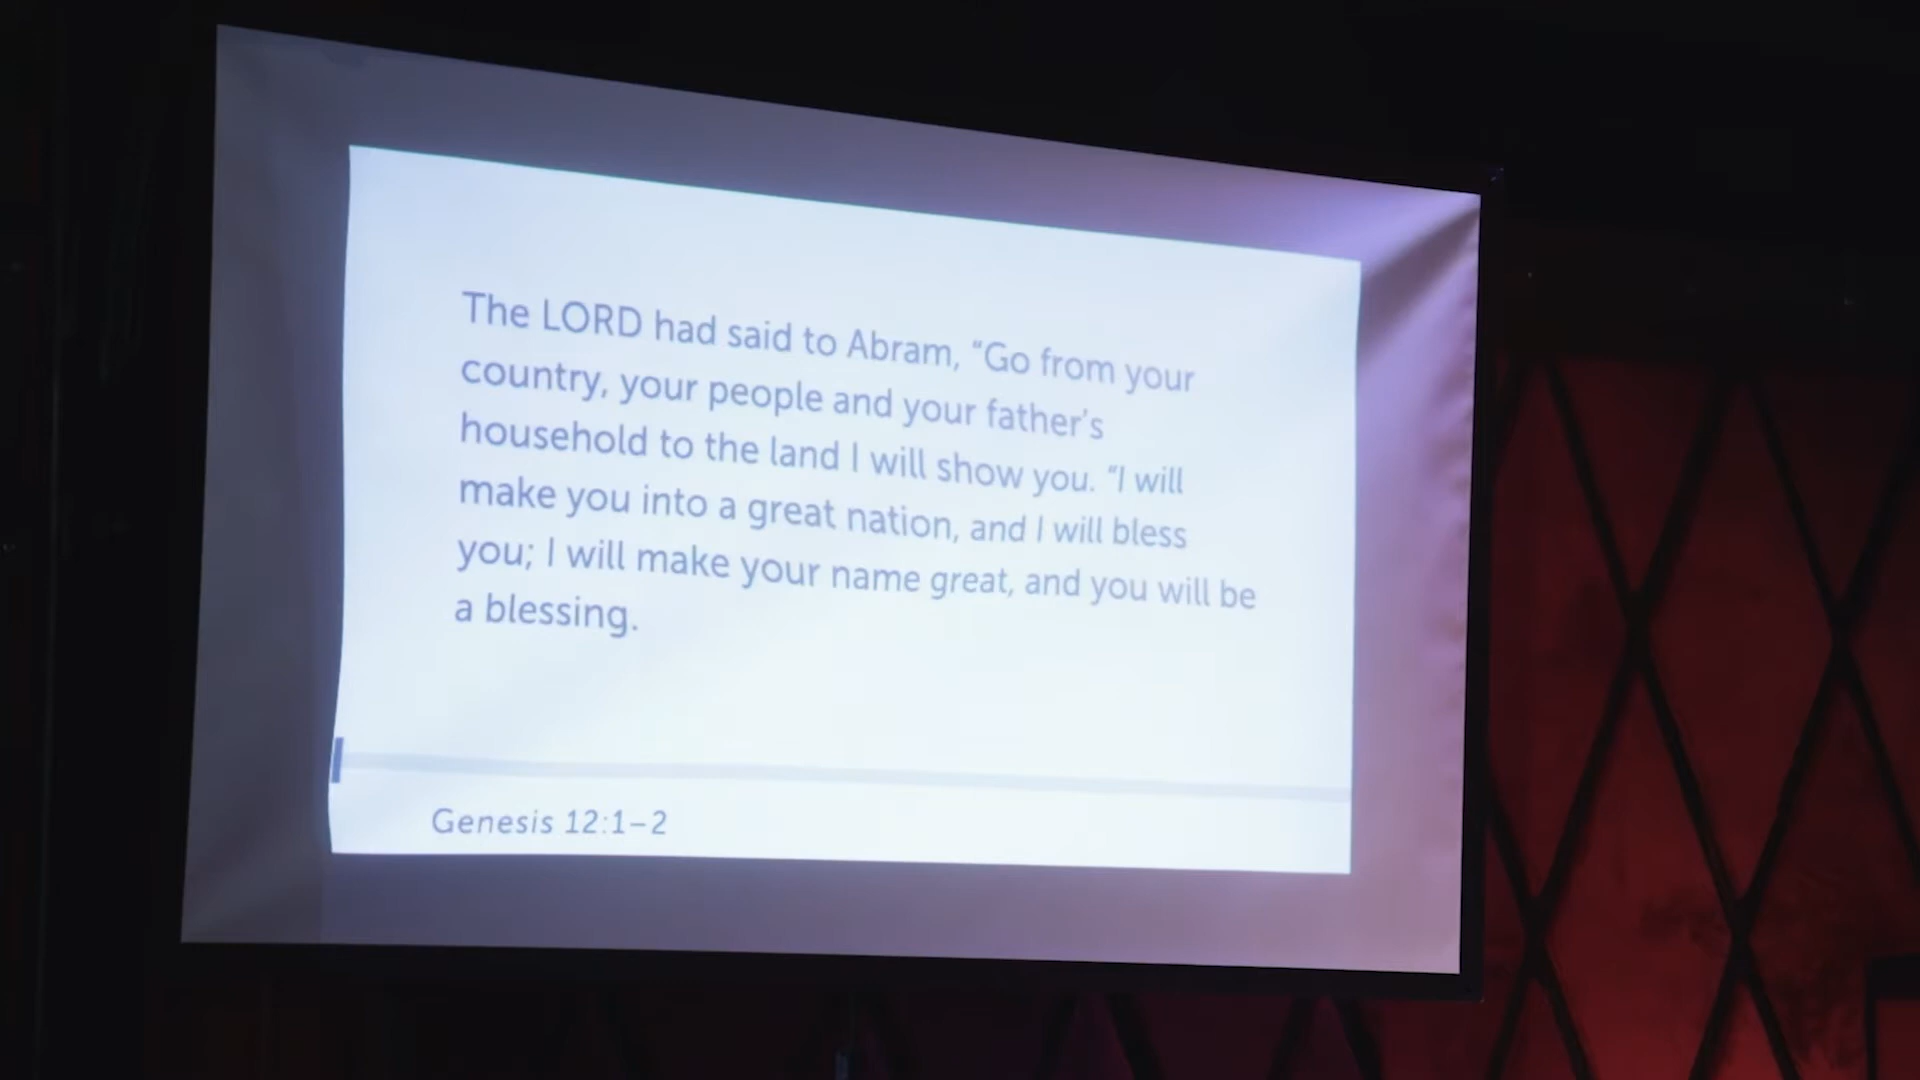 The LORD had said to Abram, “Go from your
country, your people and your father’s
household to the land I will show you. “I will
make you into a great nation, and I will bless
you; I will make your name great, and you will be
a blessing.
Genesis 12:1–2